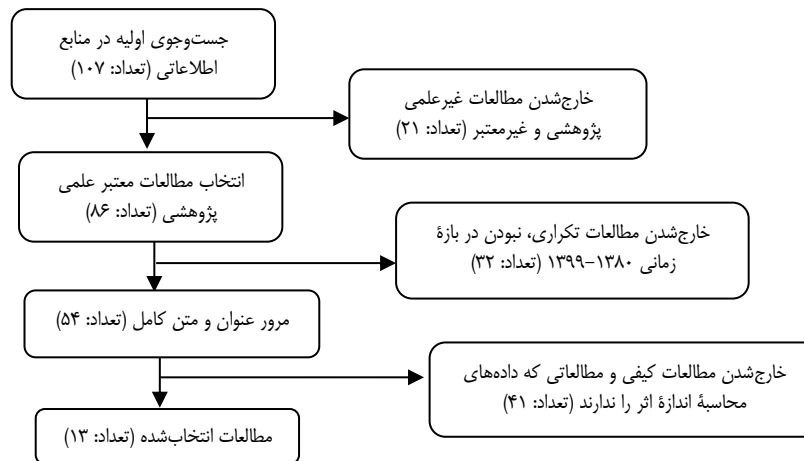 جست‌وجوی اولیه در منابع
اطلاعاتی (تعداد: ۱۰۷)
خارج‌شدن مطالعات غیرعلمی
پژوهشی و غیرمعتبر (تعداد: ۲۱)
انتخاب مطالعات معتبر علمی
پژوهشی (تعداد: ۸۶)
خارج‌شدن مطالعات تکراری، نبودن در بازۀ
زمانی ۱۳۸۰-۱۳۹۹ (تعداد: ۳۲)
مرور عنوان و متن کامل (تعداد: ۵۴)
خارج‌شدن مطالعات کیفی و مطالعاتی که داده‌های
محاسبۀ اندازۀ اثر را ندارند (تعداد: ۴۱)
مطالعات انتخاب‌شده (تعداد: ۱۳)